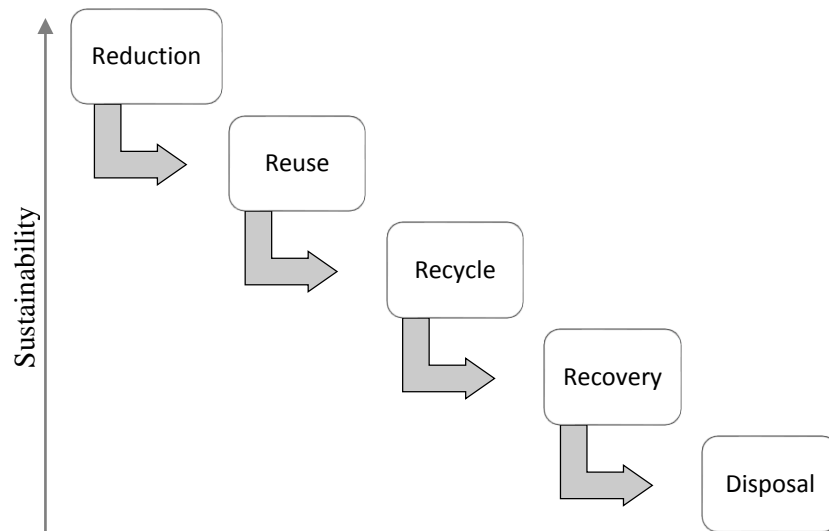 Reduction
Reuse
Recycle
Recovery
Disposal
Sustainability